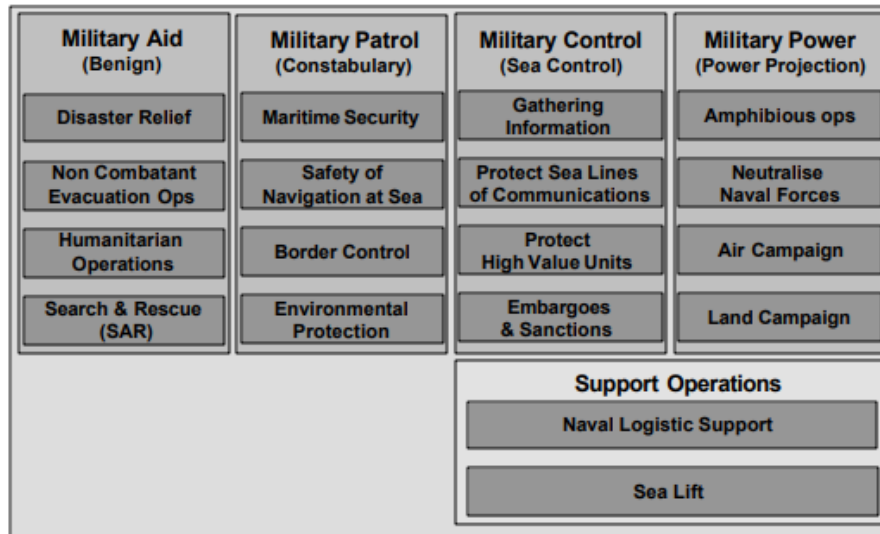 Military Aid
(Benign)
Disaster Relief
Non Combatant
Evacuation Ops
Humanitarian
Operations
Search & Rescue
(SAR)
Military Patrol
(Constabulary)
Maritime Security
Safety of
Navigation at Sea
Border Control
Environmental
Protection
Military Control
(Sea Control)
Gathering
Information
Protect Sea Lines
of Communications
Protect
High Value Units
Embargoes
& Sanctions
Military Power
(Power Projection)
Amphibious ops
Neutralise
Naval Forces
Air Campaign
Land Campaign
Support Operations
Naval Logistic Support
Sea Lift